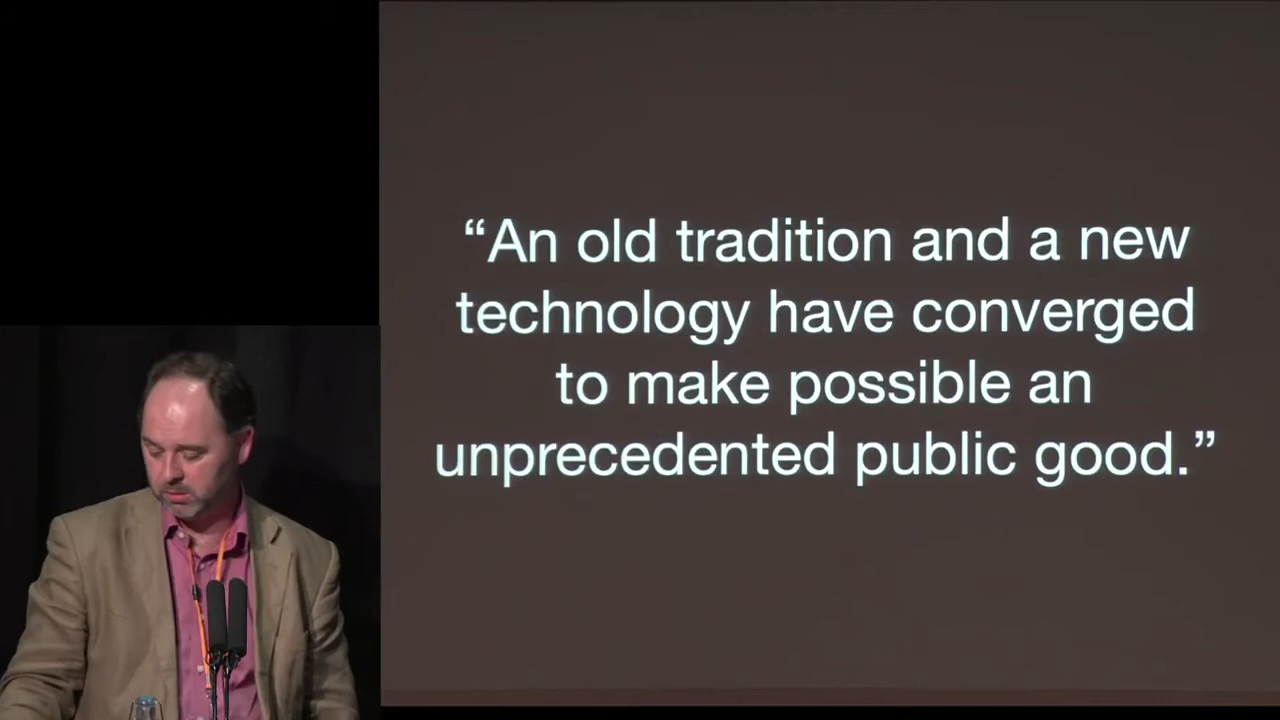 “An old tradition and a new
technology have converged
to make possible an
unprecedented public good.”